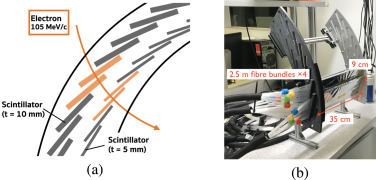 Electron
105 MeV/c
Scintillator
(t = 10 mm)
Scintillator
(t = 5 mm)
(a)
2.5 m fibre bundles ×4
9 cm
35 cm
(b)